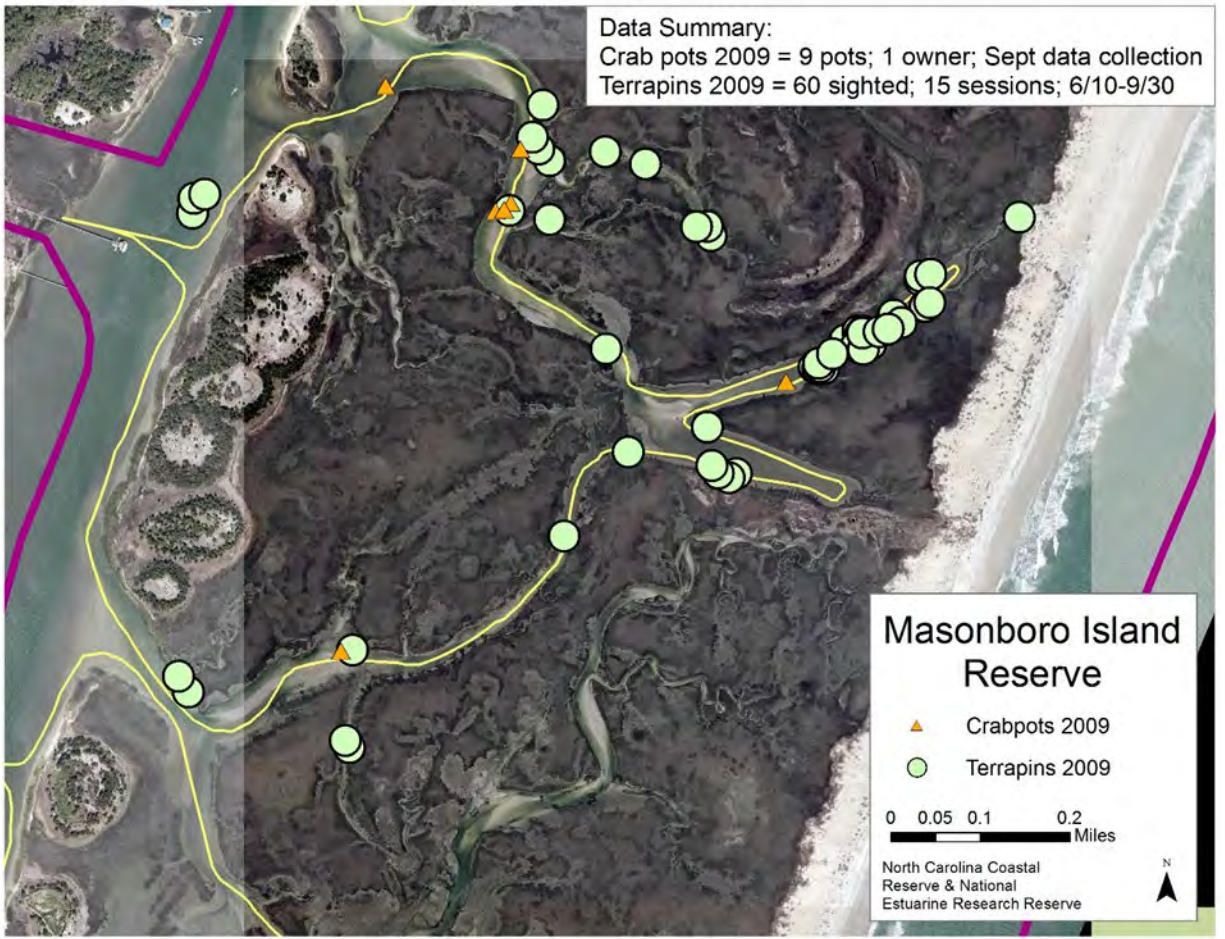 Data Summary:
Crab pots 2009 = 9 pots; 1 owner; Sept data collection
Terrapins 2009 = 60 sighted; 15 sessions; 6/10-9/30
Masonboro Island
Reserve
Crabpots 2009
Terrapins 2009
0 0.05 0.1 0.2
Miles
North Carolina Coastal
Reserve & National
Estuarine Research Reserve
N